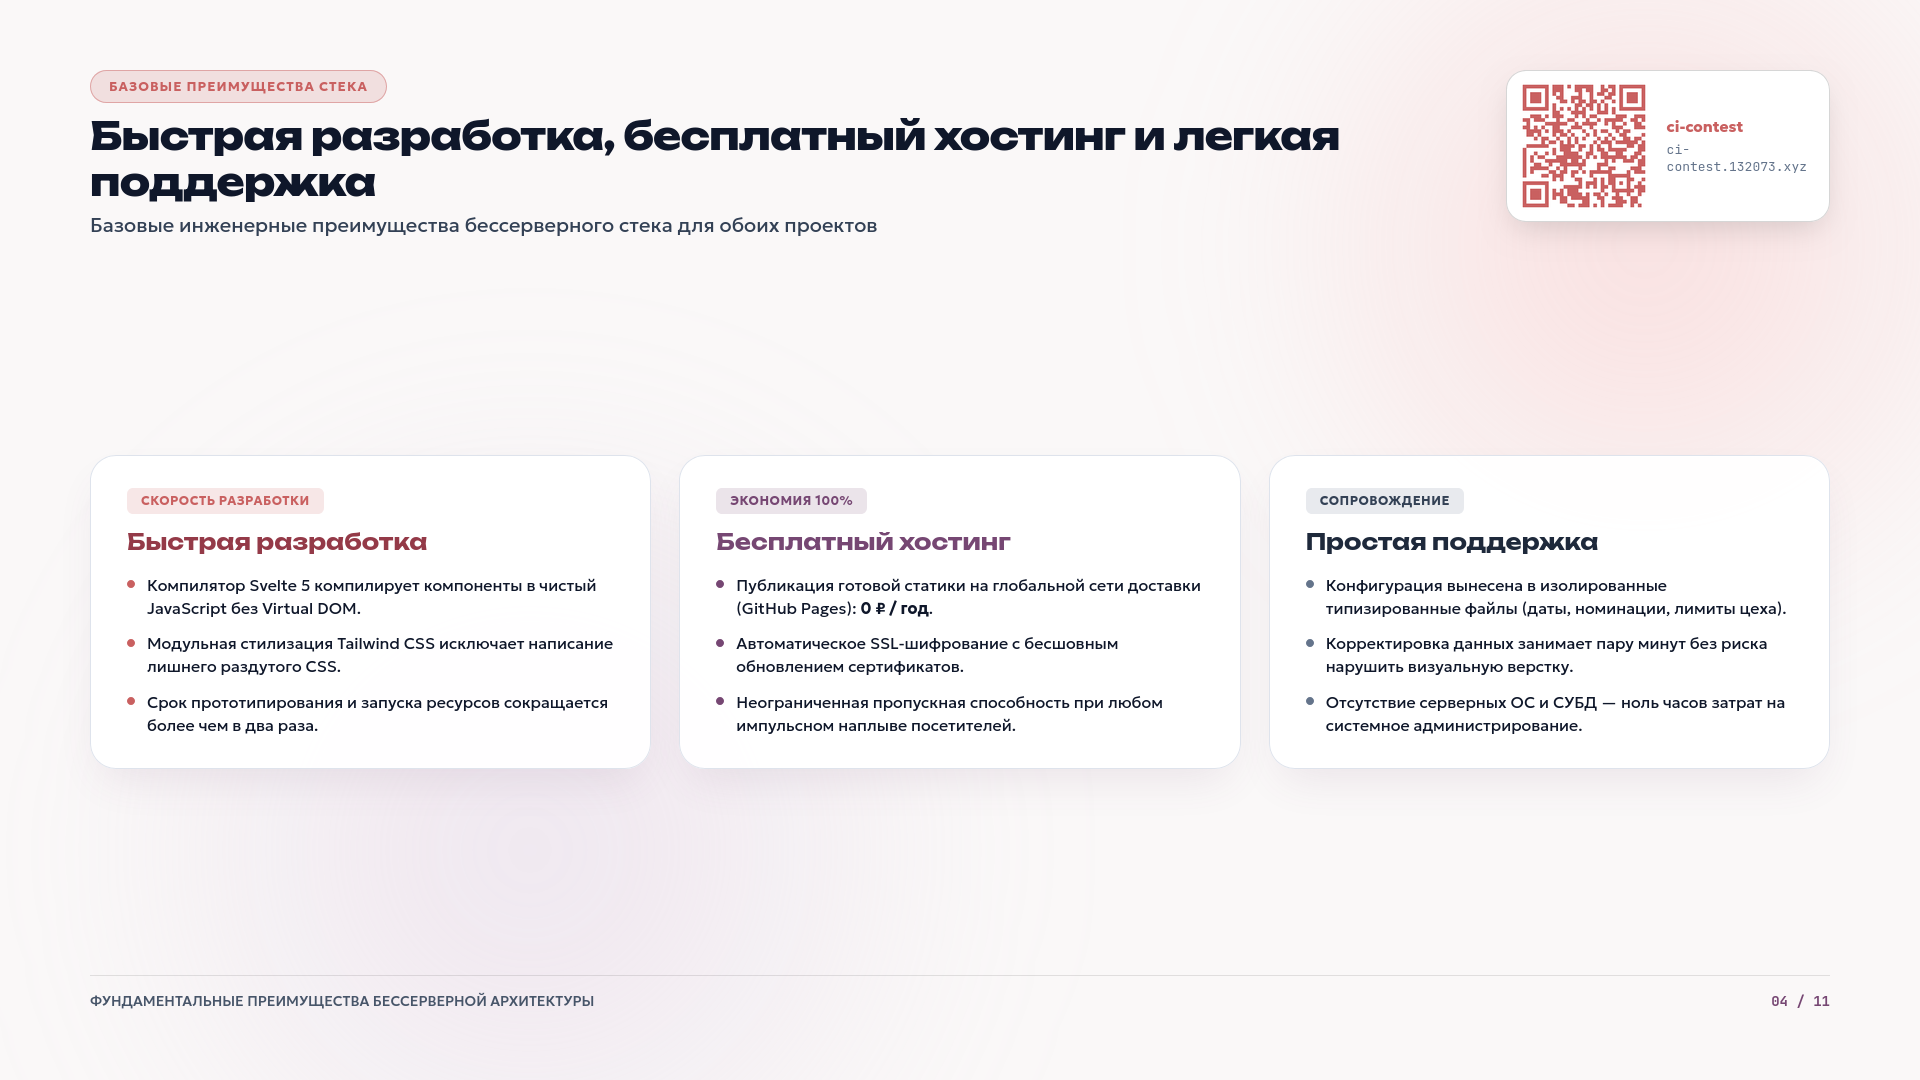 БАЗОВЫЕ ПРЕИМУЩЕСТВА СТЕКА
Быстрая разработка, бесплатный хостинг и легкая
поддержка
Базовые инженерные преимущества бессерверного стека для обоих проектов
ci-contest
ci-
contest.132073.xyz
СКОРОСТЬ РАЗРАБОТКИ
Быстрая разработка
Компилятор Svelte 5 компилирует компоненты в чистый
JavaScript без Virtual DOM.
Модульная стилизация Tailwind CSS исключает написание
лишнего раздутого CSS.
Срок прототипирования и запуска ресурсов сокращается
более чем в два раза.
ЭКОНОМИЯ 100%
Бесплатный хостинг
Публикация готовой статики на глобальной сети доставки
(GitHub Pages): 0 ₽ / год.
Автоматическое SSL-шифрование с бесшовным
обновлением сертификатов.
Неограниченная пропускная способность при любом
импульсном наплыве посетителей.
СОПРОВОЖДЕНИЕ
Простая поддержка
Конфигурация вынесена в изолированные
типизированные файлы (даты, номинации, лимиты цеха).
Корректировка данных занимает пару минут без риска
нарушить визуальную верстку.
Отсутствие серверных ОС и СУБД — ноль часов затрат на
системное администрирование.
ФУНДАМЕНТАЛЬНЫЕ ПРЕИМУЩЕСТВА БЕССЕРВЕРНОЙ АРХИТЕКТУРЫ
04 / 11